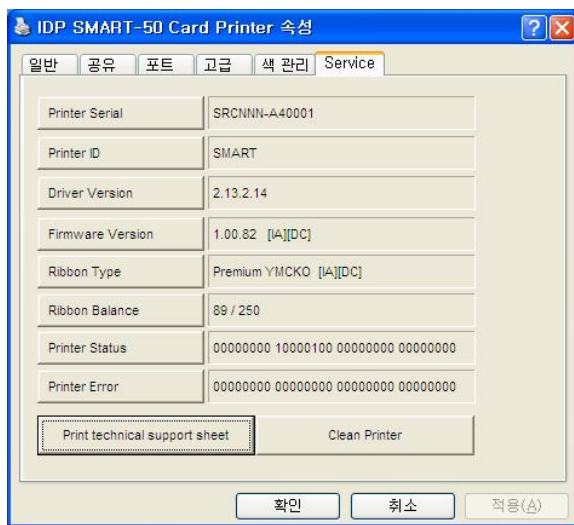 IDP SMART-50 Card Printer 속성
일반 공유 포트 고급 색 관리 Service
Printer Serial SRCNNN-A40001
Printer ID SMART
Driver Version 2.13.2.14
Firmware Version 1.00.82 [IA][DC]
Ribbon Type Premium YMCKO [IA][DC]
Ribbon Balance 89 / 250
Printer Status 00000000 10000100 00000000 00000000
Printer Error 00000000 00000000 00000000 00000000
Print technical support sheet Clean Printer
확인 취소 적용(A)